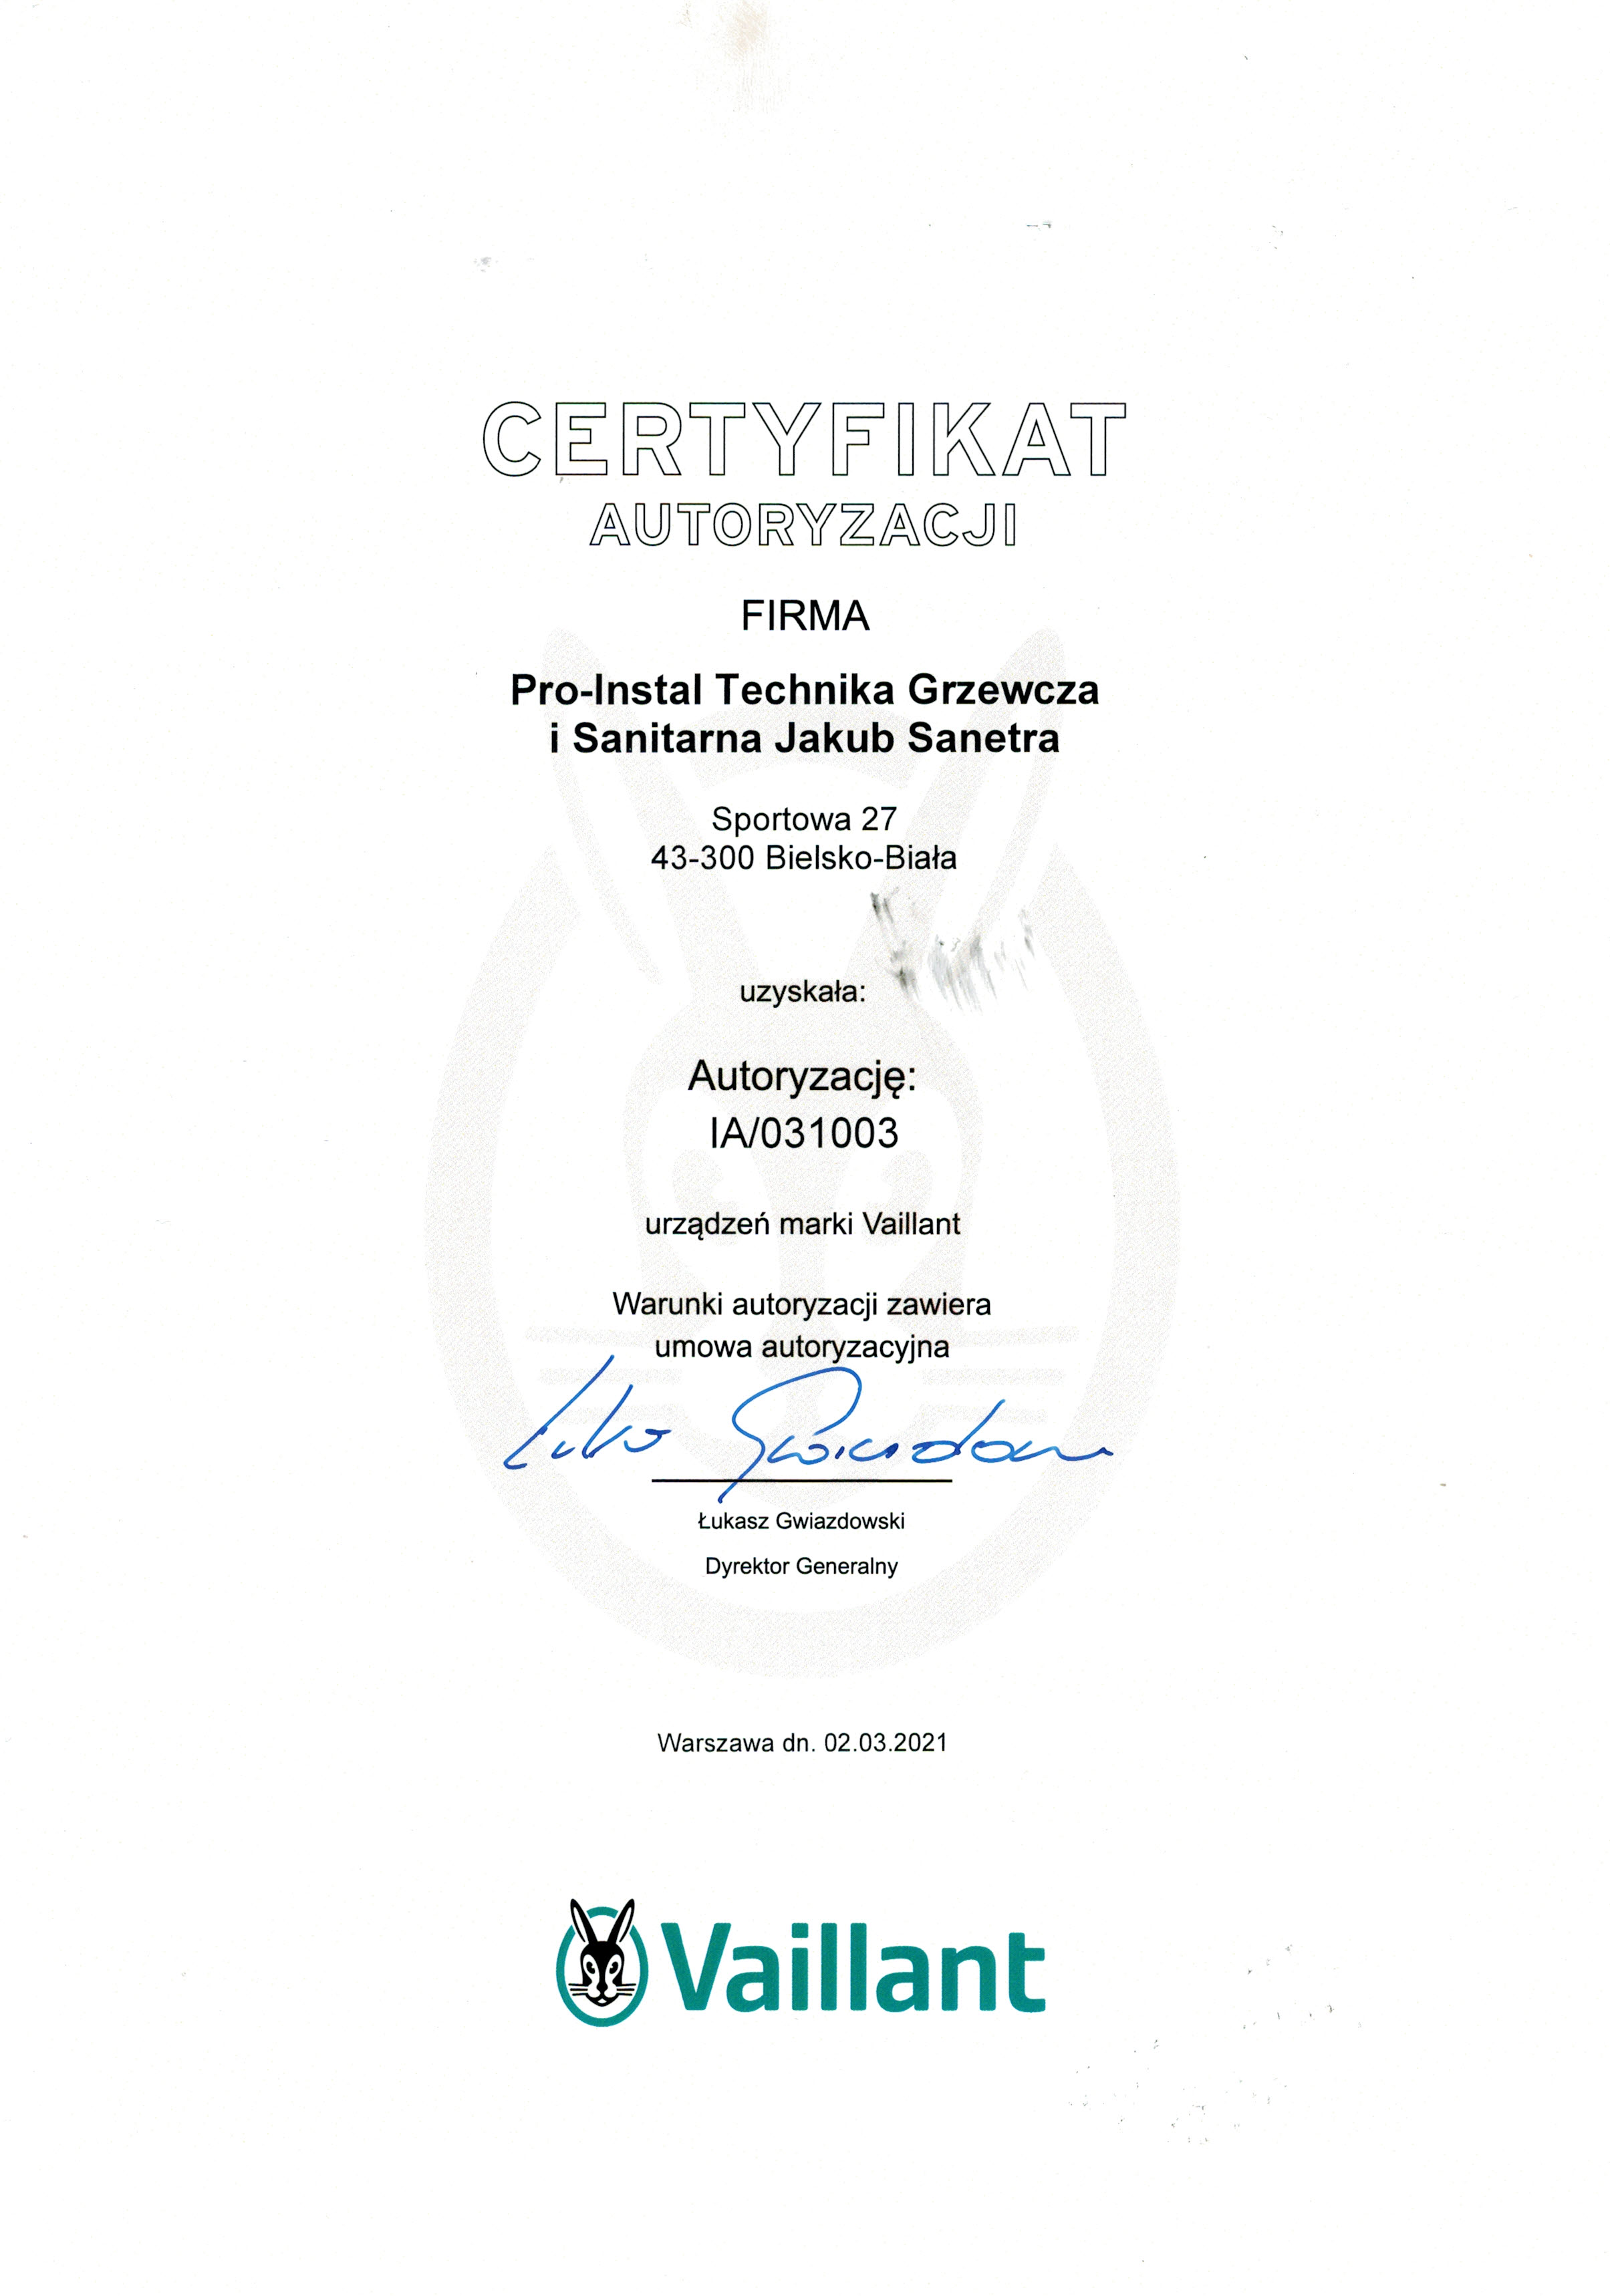 CERTYFIKAT
AUTORYZACJI
FIRMA
Pro-Instal Technika Grzewcza
i Sanitarna Jakub Sanetra
Sportowa 27
43-300 Bielsko-Biała
uzyskała:
Autoryzację:
IA/031003
urządzeń marki Vaillant
Warunki autoryzacji zawiera
umowa autoryzacyjna
Łukasz Gwiazdowski
Dyrektor Generalny
Warszawa dn. 02.03.2021
Vaillant